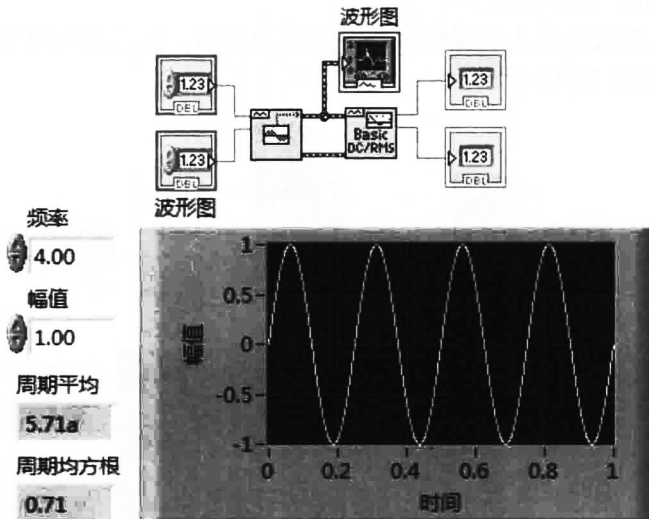 波形图
1.23
DBL
1.23
DBL
Basic
DC/RMS
1.23
DBL
1.23
DBL
波形图
频率
4.00
幅值
1.00
周期平均
5.71a
周期均方根
0.71
幅值
1
0.5
0
-0.5
-1
0 0.2 0.4 0.6 0.8 1
时间